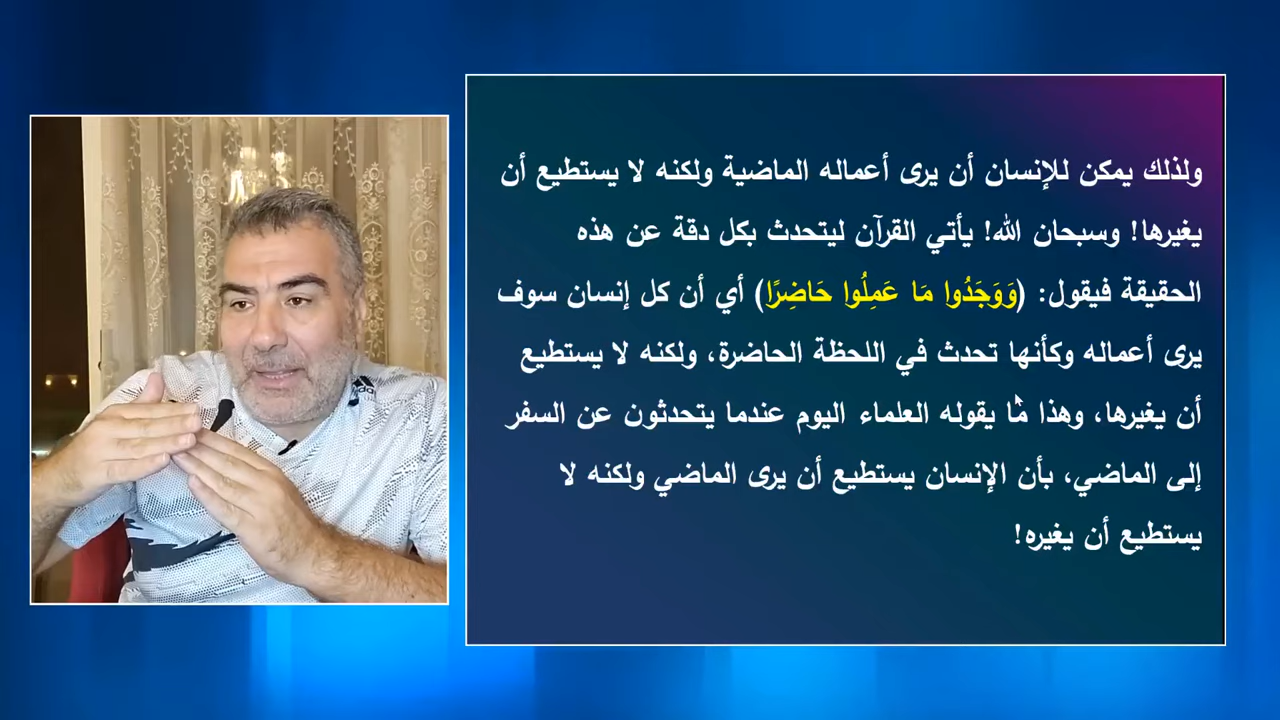 ولذلك يمكن للإنسان أن يرى أعماله الماضية ولكنه لا يستطيع أن
يغيرها! وسبحان الله! يأتي القرآن ليتحدث بكل دقة عن هذه
الحقيقة فيقول: (وَوَجَدُوا مَا عَمِلُوا حَاضِرًا) أي أن كل إنسان سوف
يرى أعماله وكأنها تحدث في اللحظة الحاضرة، ولكنه لا يستطيع
أن يغيرها، وهذا ما يقوله العلماء اليوم عندما يتحدثون عن السفر
إلى الماضي، بأن الإنسان يستطيع أن يرى الماضي ولكنه لا
يستطيع أن يغيره!